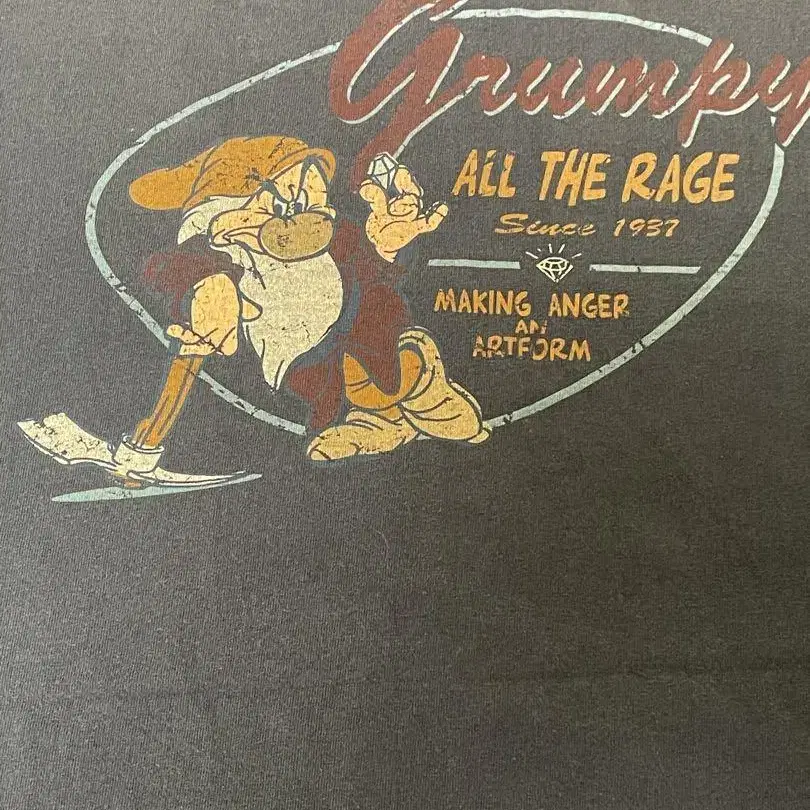 Grumpy
ALL THE RAGE
Since 1937
MAKING ANGER
AN
ARTFORM